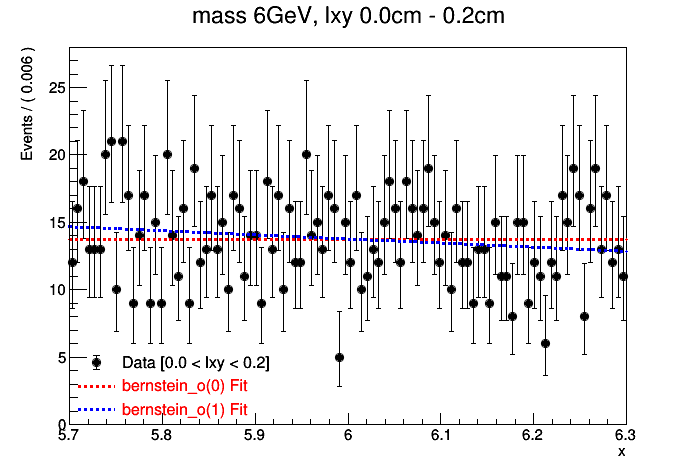 mass 6GeV, lxy 0.0cm - 0.2cm
Events / ( 0.006 )
25
20
15
10
5
0
Data [0.0 < lxy < 0.2]
bernstein_o(0) Fit
bernstein_o(1) Fit
5.7 5.8 5.9 6 6.1 6.2 6.3
x